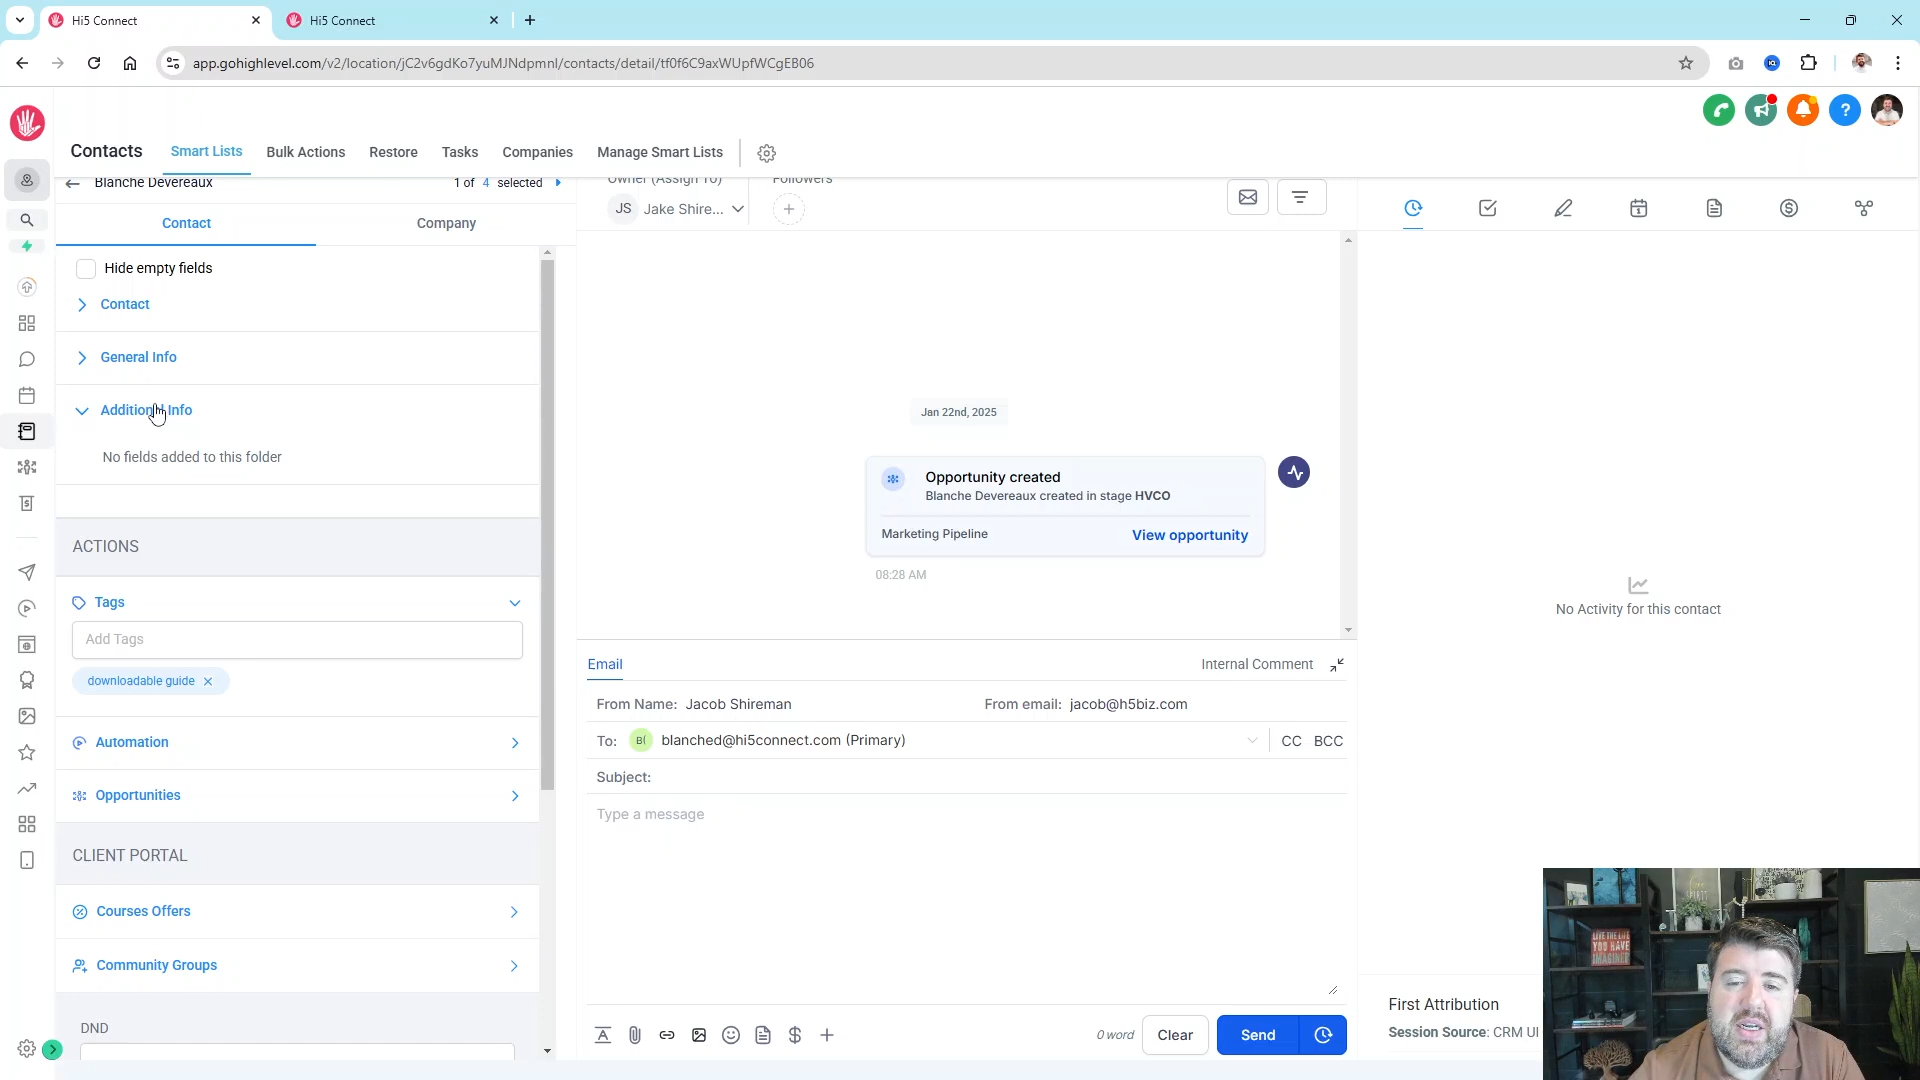 Hi5 Connect
Hi5 Connect
app.gohighlevel.com/v2/location/jC2v6gdKo7yuMJNdpmnl/contacts/detail/tf0f6C9axWUpfWCgEB06
Contacts
Smart Lists
Bulk Actions
Restore
Tasks
Companies
Manage Smart Lists
Blanche Devereaux
1 of 4 selected
Owner (Assign To)
Followers
JS Jake Shire...
Contact
Company
Hide empty fields
Contact
General Info
Additional Info
No fields added to this folder
ACTIONS
Tags
Add Tags
downloadable guide
Automation
Opportunities
CLIENT PORTAL
Courses Offers
Community Groups
DND
Jan 22nd, 2025
Opportunity created
Blanche Devereaux created in stage HVCO
Marketing Pipeline
View opportunity
08:28 AM
Email
Internal Comment
From Name: Jacob Shireman
From email: jacob@h5biz.com
To: B( blanched@hi5connect.com (Primary)
CC BCC
Subject:
Type a message
0 word
Clear
Send
No Activity for this contact
First Attribution
Session Source: CRM UI
LIVE THE LIFE
YOU HAVE
IMAGINED